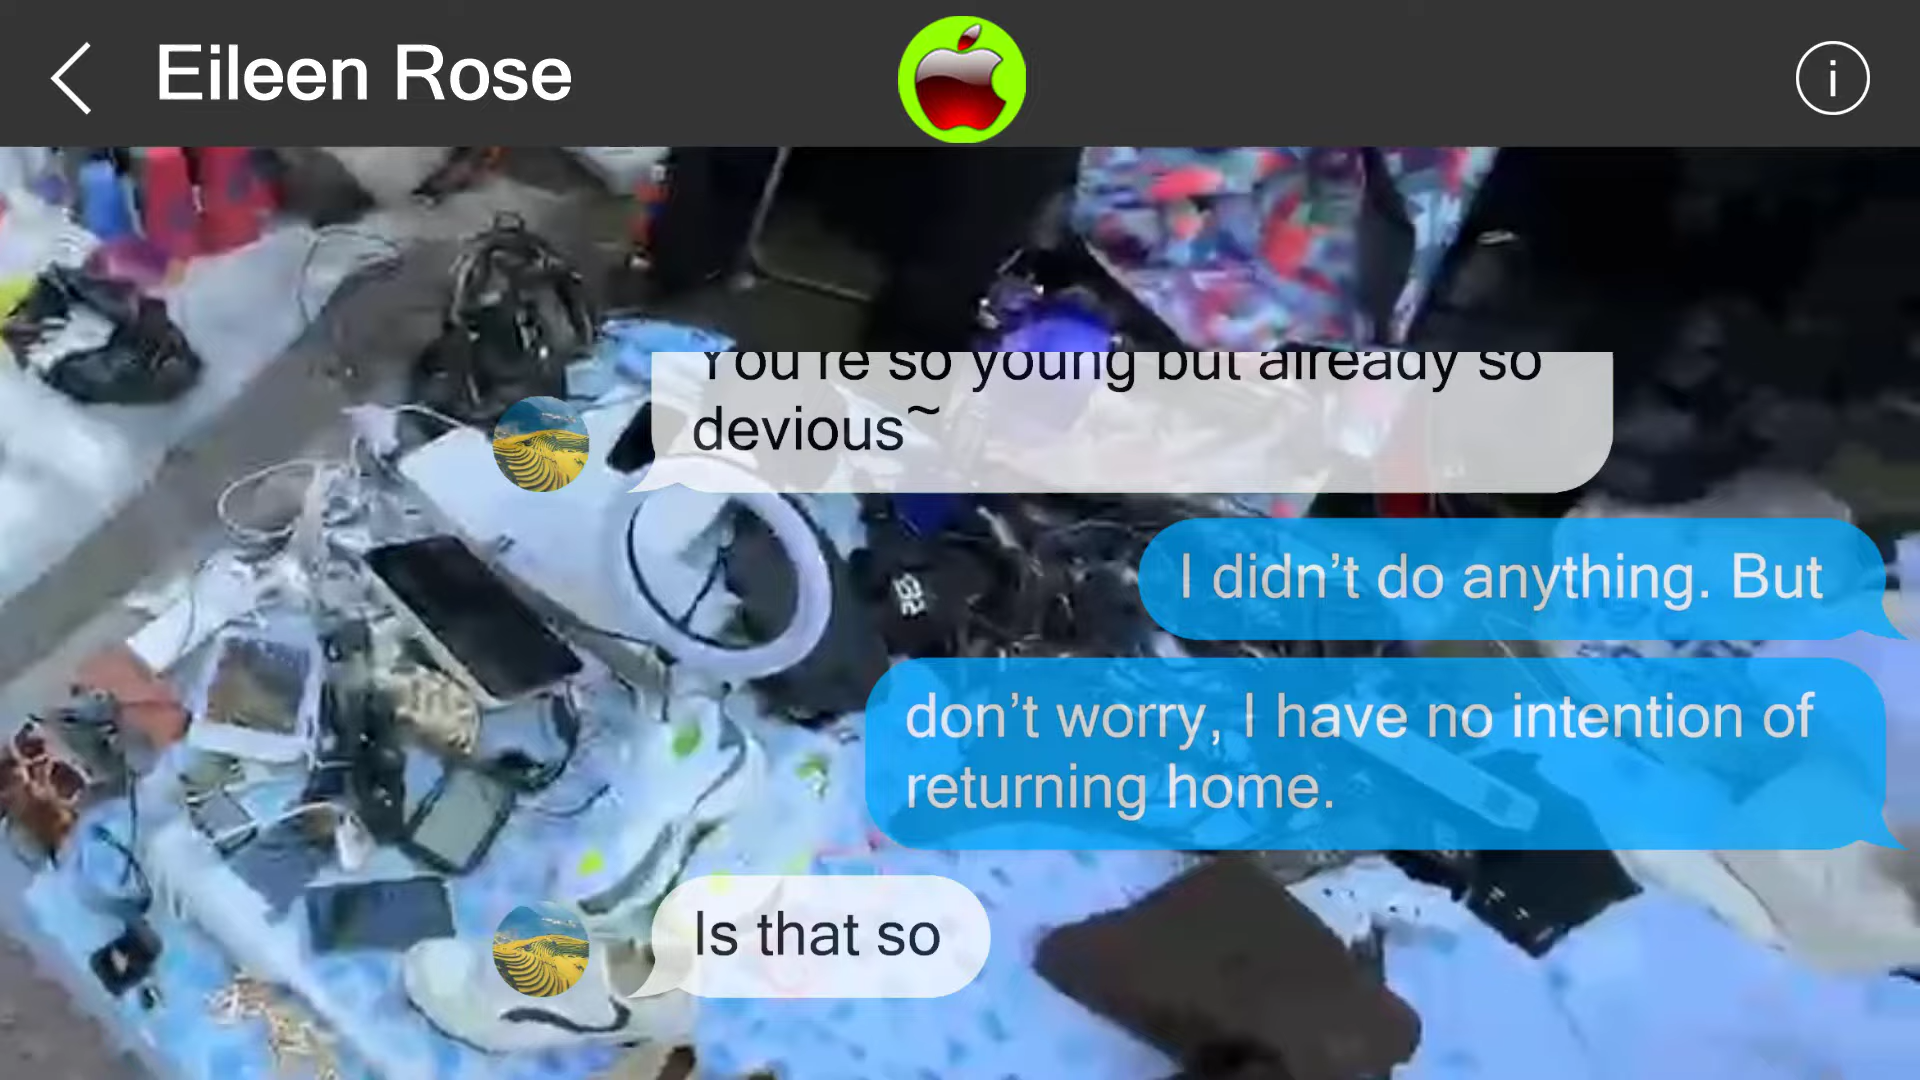 Eileen Rose
i
You're so young but already so
devious~
I didn’t do anything. But
don’t worry, I have no intention of
returning home.
Is that so